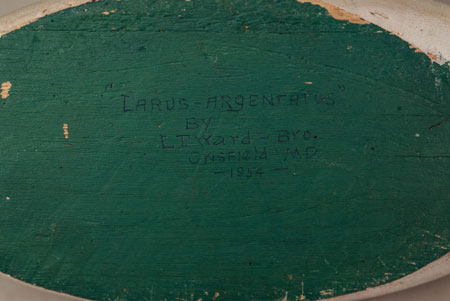 "LARUS-ARGENTATUS"
BY
L.T. Ward-Bro.
Crisfield MD.
-1954-